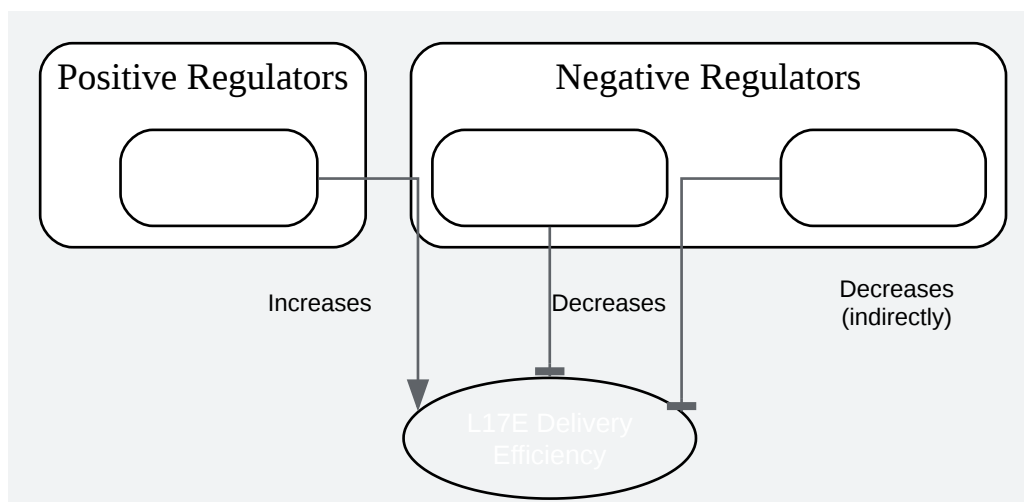 Positive Regulators
Negative Regulators
Increases
Decreases
Decreases
(indirectly)
L17E Delivery
Efficiency